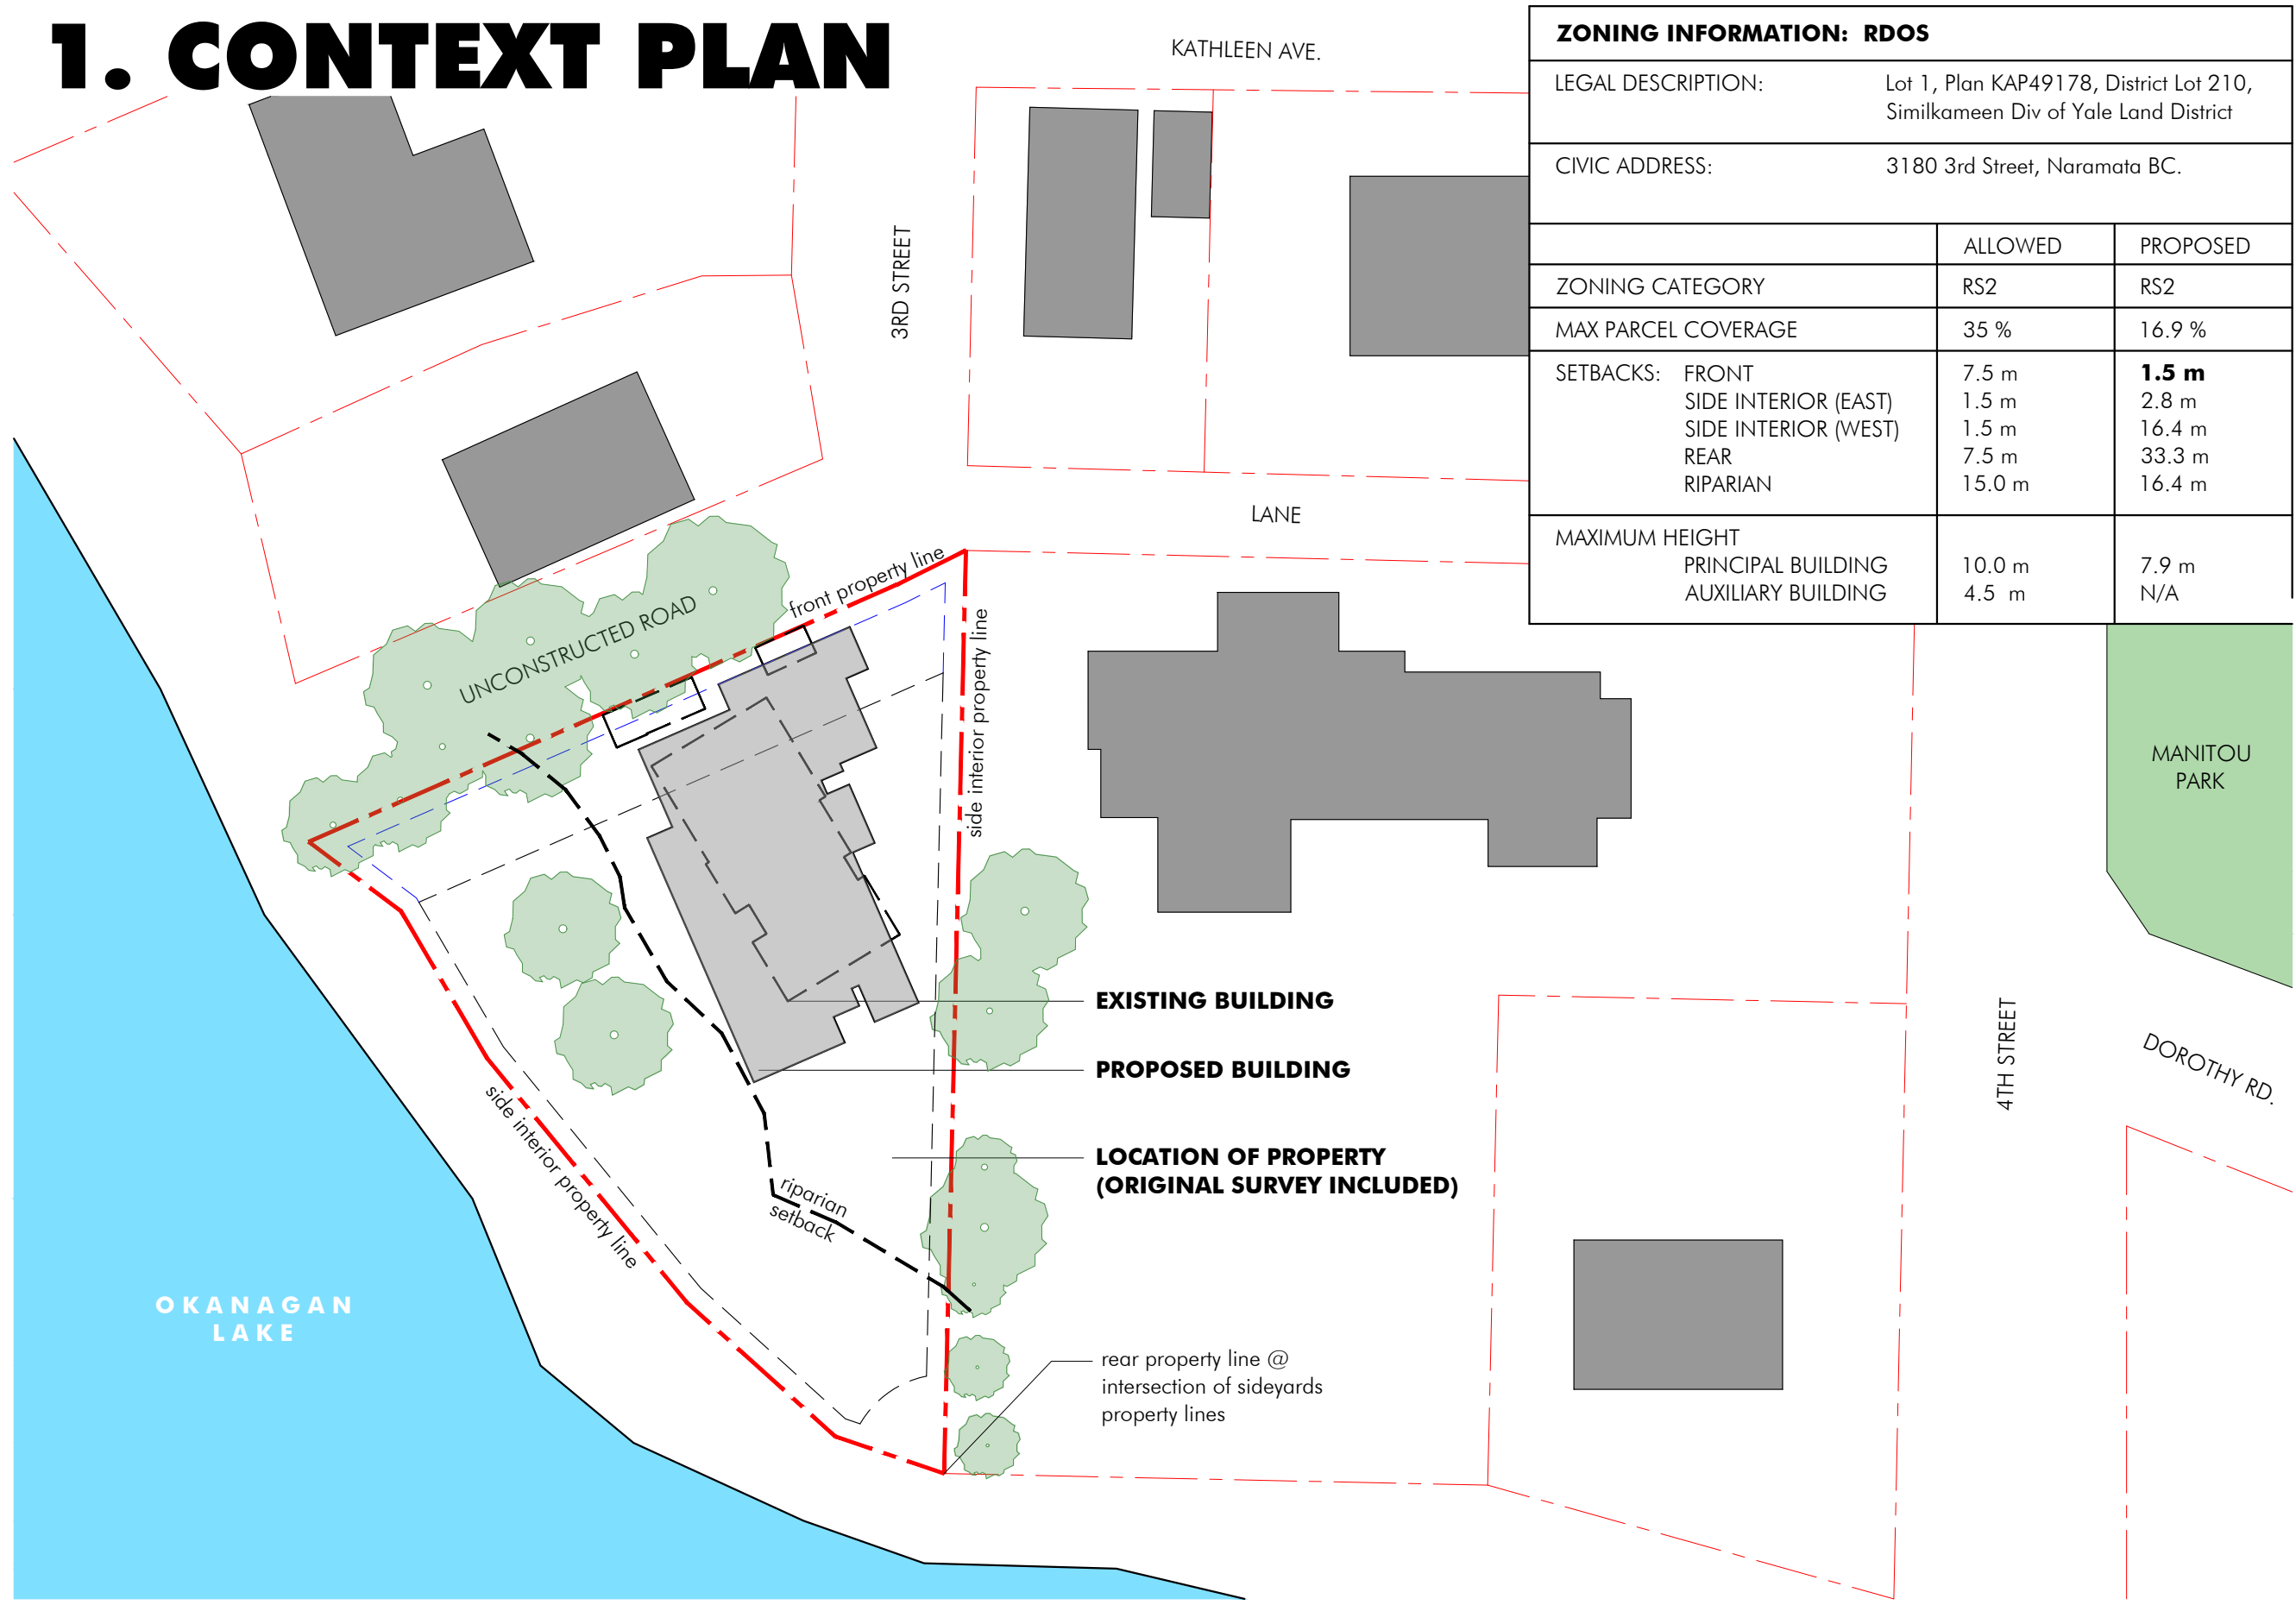 1. CONTEXT PLAN
KATHLEEN AVE.
ZONING INFORMATION: RDOS
LEGAL DESCRIPTION: Lot 1, Plan KAP49178, District Lot 210,
Similkameen Div of Yale Land District
CIVIC ADDRESS: 3180 3rd Street, Naramata BC.
ALLOWED PROPOSED
ZONING CATEGORY RS2 RS2
MAX PARCEL COVERAGE 35 % 16.9 %
SETBACKS: FRONT 7.5 m 1.5 m
SIDE INTERIOR (EAST) 1.5 m 2.8 m
SIDE INTERIOR (WEST) 1.5 m 16.4 m
REAR 7.5 m 33.3 m
RIPARIAN 15.0 m 16.4 m
MAXIMUM HEIGHT
PRINCIPAL BUILDING 10.0 m 7.9 m
AUXILIARY BUILDING 4.5 m N/A
3RD STREET
LANE
front property line
UNCONSTRUCTED ROAD
side interior property line
MANITOU
PARK
EXISTING BUILDING
PROPOSED BUILDING
4TH STREET
DOROTHY RD.
LOCATION OF PROPERTY
(ORIGINAL SURVEY INCLUDED)
side interior property line
riparian
setback
OKANAGAN
LAKE
rear property line @
intersection of sideyards
property lines